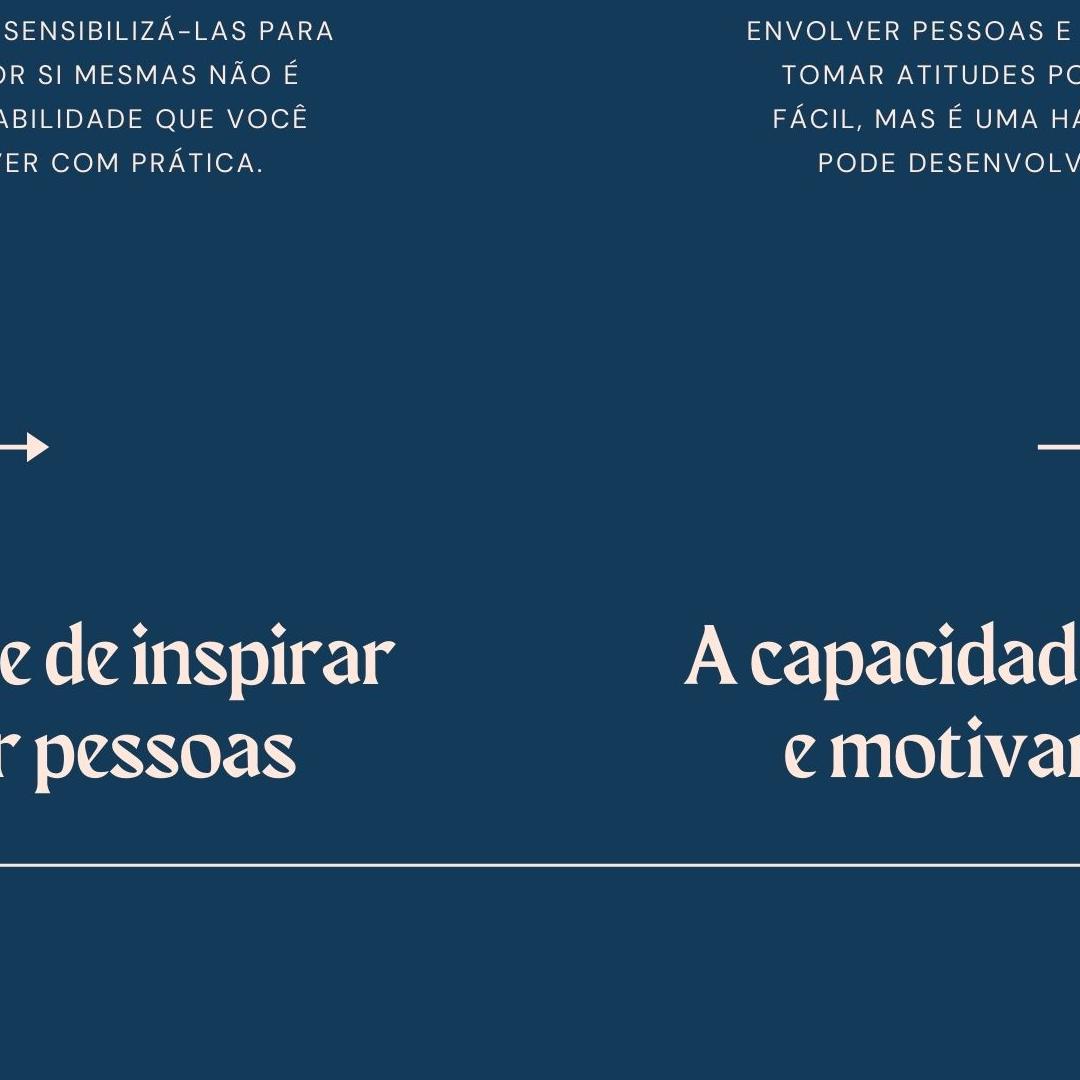 SENSIBILIZÁ-LAS PARA
OR SI MESMAS NÃO É
ABILIDADE QUE VOCÊ
VER COM PRÁTICA.
ENVOLVER PESSOAS E
TOMAR ATITUDES PO
FÁCIL, MAS É UMA HA
PODE DESENVOLV
e de inspirar
r pessoas
A capacidad
e motivar